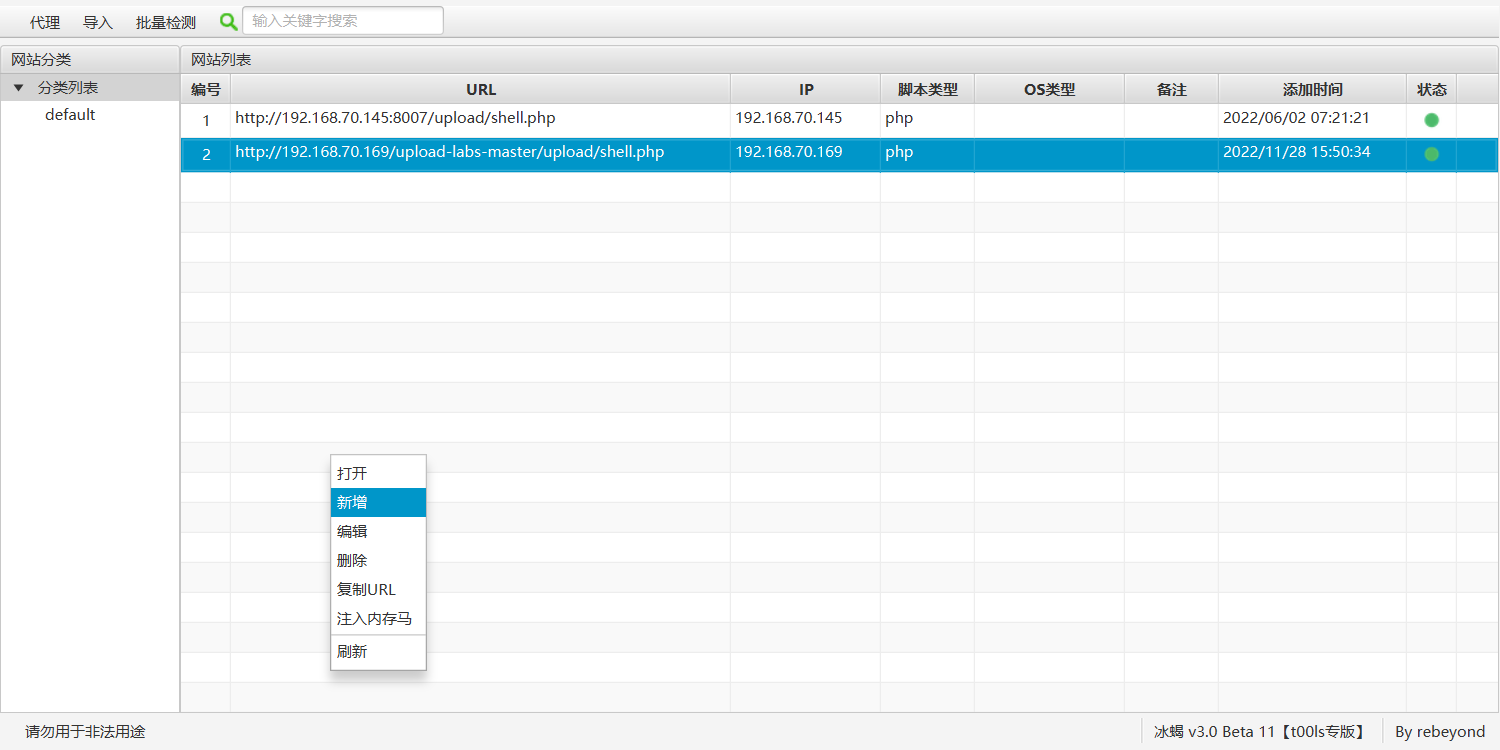 代理 导入 批量检测 输入关键字搜索
网站分类 网站列表
分类列表
default
编号 URL IP 脚本类型 OS类型 备注 添加时间 状态
1 http://192.168.70.145:8007/upload/shell.php 192.168.70.145 php 2022/06/02 07:21:21
2 http://192.168.70.169/upload-labs-master/upload/shell.php 192.168.70.169 php 2022/11/28 15:50:34
打开
新增
编辑
删除
复制URL
注入内存马
刷新
请勿用于非法用途 冰蝎 v3.0 Beta 11【t00ls专版】 By rebeyond